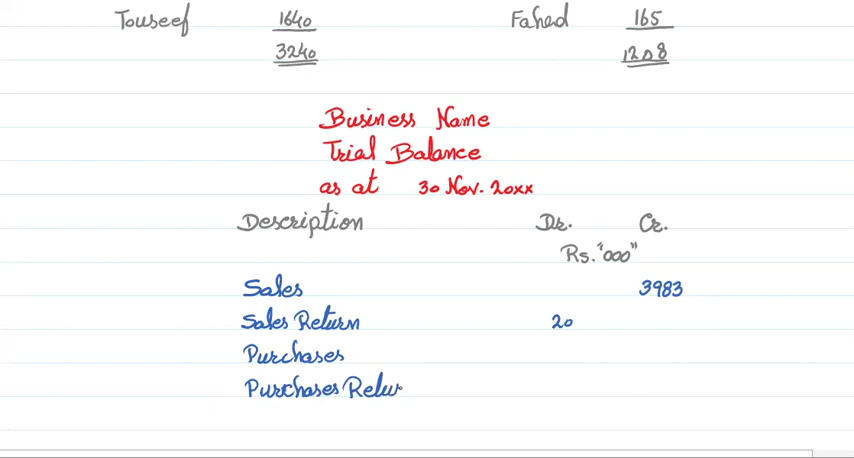 Touseef 1640 Fahed 165
3240 1208
Business Name
Trial Balance
as at 30 Nov. 20xx
Description Dr. Cr.
Rs. "000"
Sales 3983
Sales Return 20
Purchases
Purchases Retur